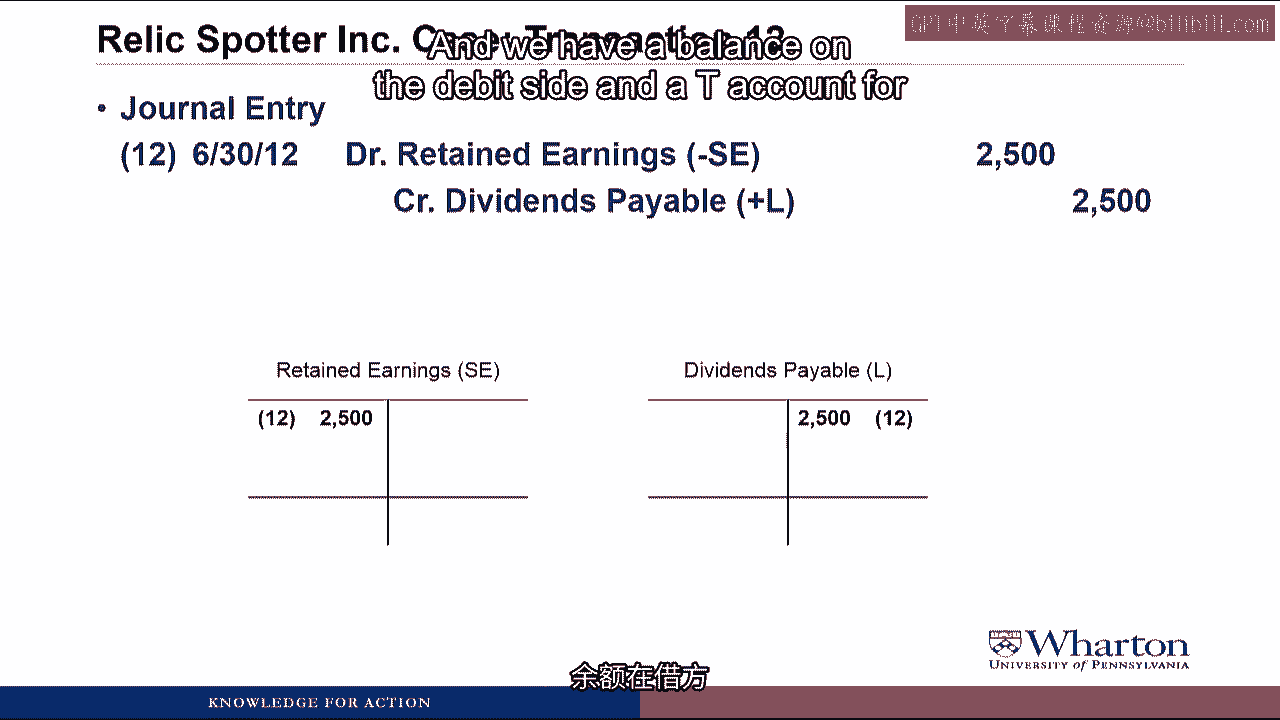 Relic Spotter Inc. Case: Transaction 12
And we have a balance on
the debit side and a T account for
GPT中英字幕课程资源@bilibili.com
• Journal Entry
(12) 6/30/12 Dr. Retained Earnings (-SE) 2,500
Cr. Dividends Payable (+L) 2,500
Retained Earnings (SE) Dividends Payable (L)
(12) 2,500 2,500 (12)
Wharton
UNIVERSITY of PENNSYLVANIA
余额在借方
KNOWLEDGE FOR ACTION